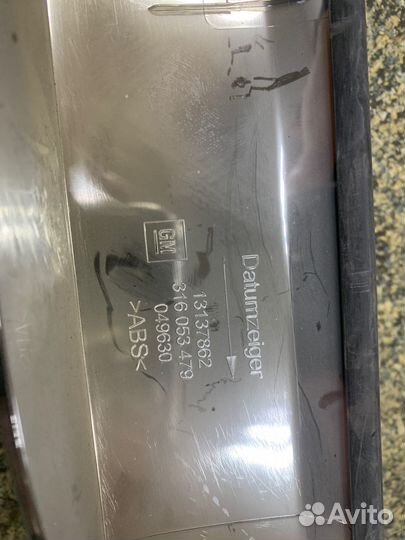 Datumzeiger
13137862
GM
316 053 479
049630
>ABS<
Avito